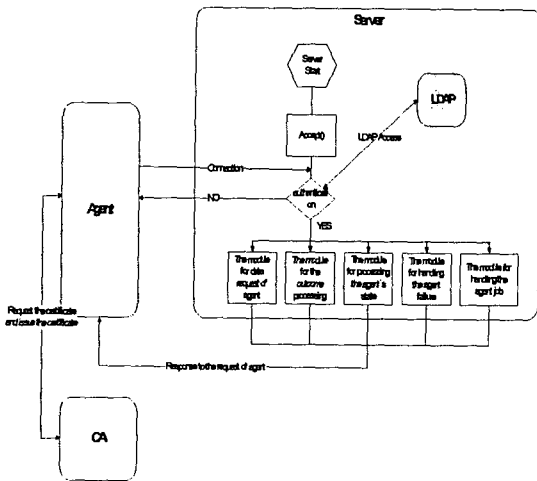 Server
Server
Start
LDAP
Accept()
LDAP Access
Connection
authenticati
on
NO
YES
Agent
The module
for data
request of
agent
The module
for the
outcome
processing
The module
for processing
the agent's
state
The module
for handling
the agent
failure
The module for
handling the
agent job
Request the certificate
and issue the certificate
Response to the request of agent
CA